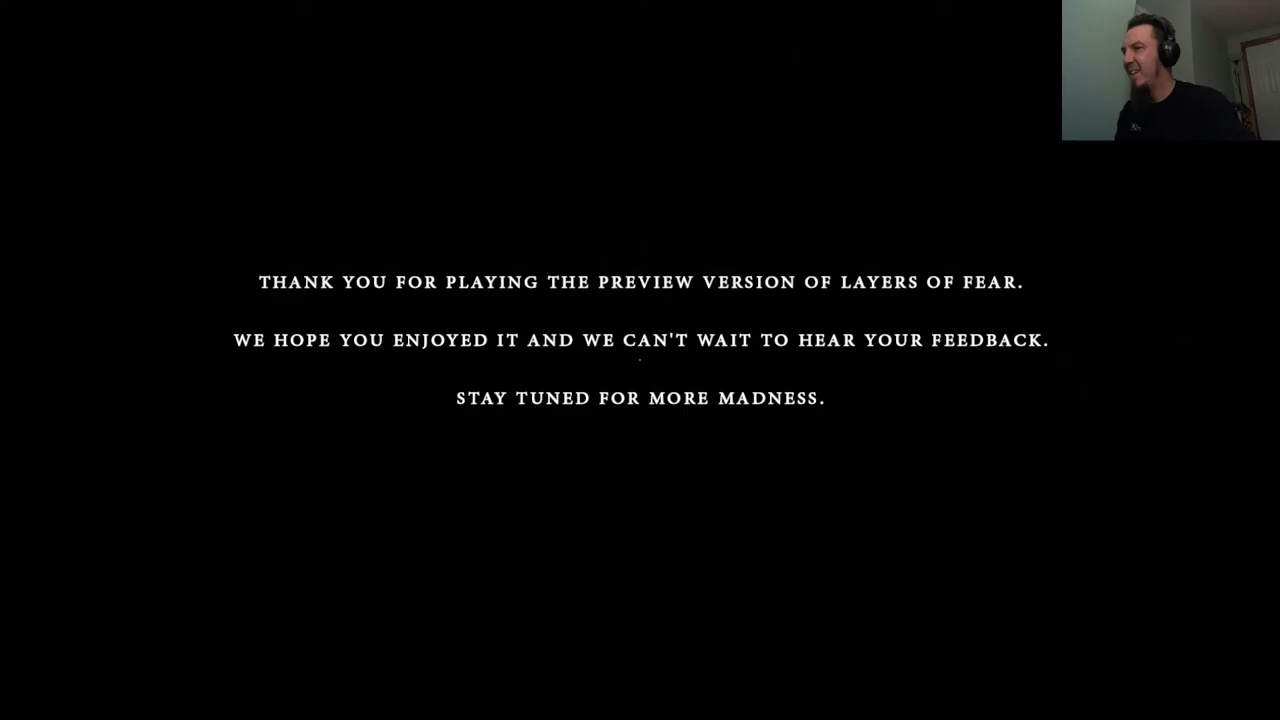 THANK YOU FOR PLAYING THE PREVIEW VERSION OF LAYERS OF FEAR.
WE HOPE YOU ENJOYED IT AND WE CAN'T WAIT TO HEAR YOUR FEEDBACK.
STAY TUNED FOR MORE MADNESS.